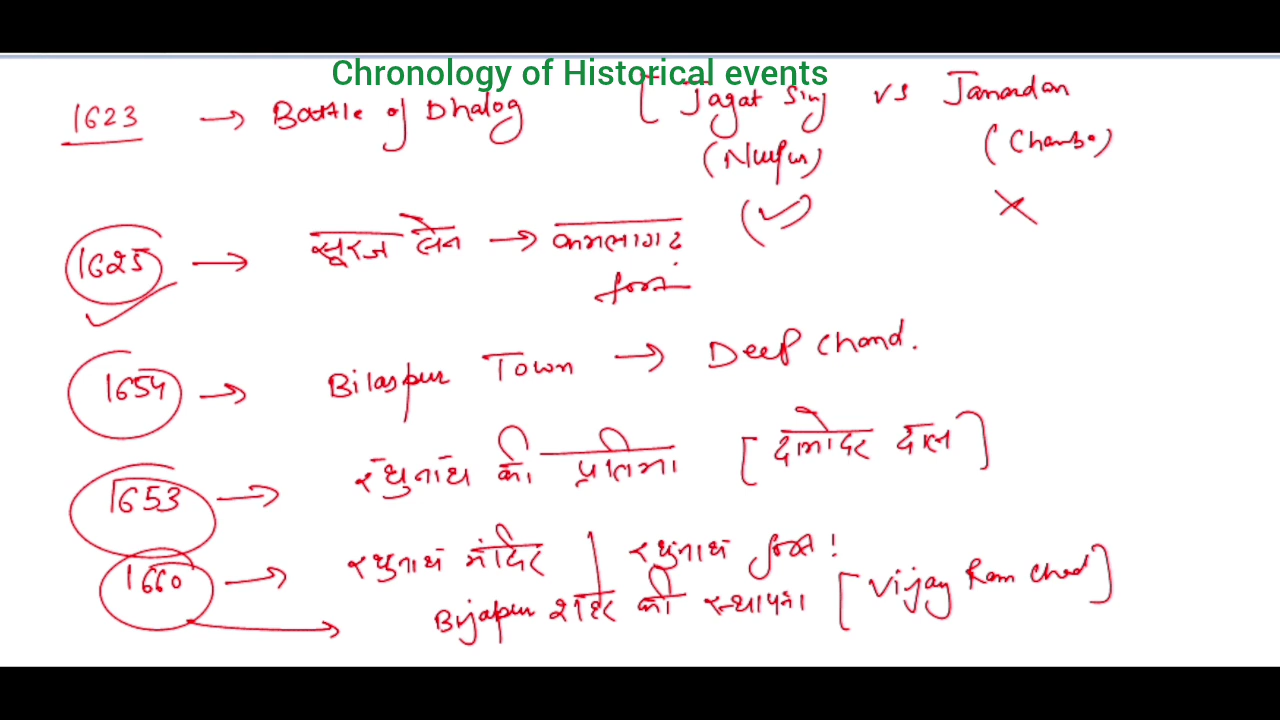 Chronology of Historical events
1623 → Battle of Dhalog [ Jagat Sing vs Janardan
(Nurpur) (Chamba)
(✓) ✗
1625 → सूरज सेन → कमलागढ़
fort
1654 → Bilaspur Town → Deep Chand.
1653 → रघुनाथ की प्रतिमा [दामोदर दास]
1660 → रघुनाथ मंदिर | रघुनाथ fort!
→ Bijapur शहर की स्थापना [Vijay Ram Chand]